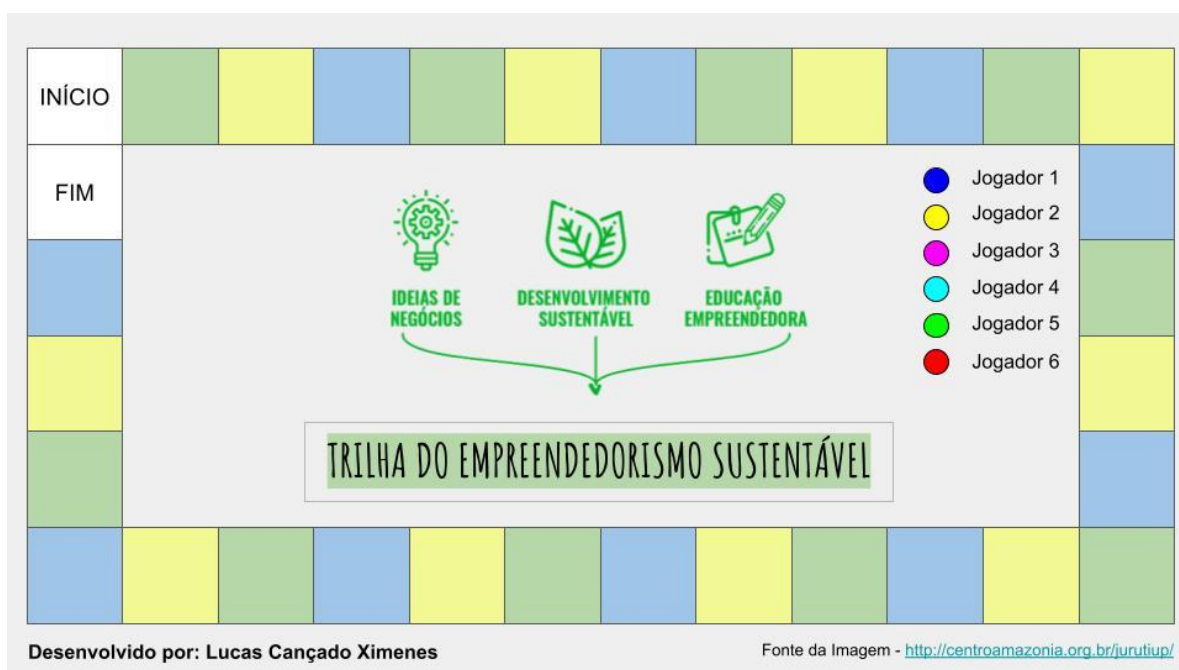 INÍCIO
FIM
Jogador 1
Jogador 2
Jogador 3
Jogador 4
Jogador 5
Jogador 6
IDEIAS DE
NEGÓCIOS
DESENVOLVIMENTO
SUSTENTÁVEL
EDUCAÇÃO
EMPREENDEDORA
TRILHA DO EMPREENDEDORISMO SUSTENTÁVEL
Desenvolvido por: Lucas Cançado Ximenes
Fonte da Imagem - http://centroamazonia.org.br/jurutiup/